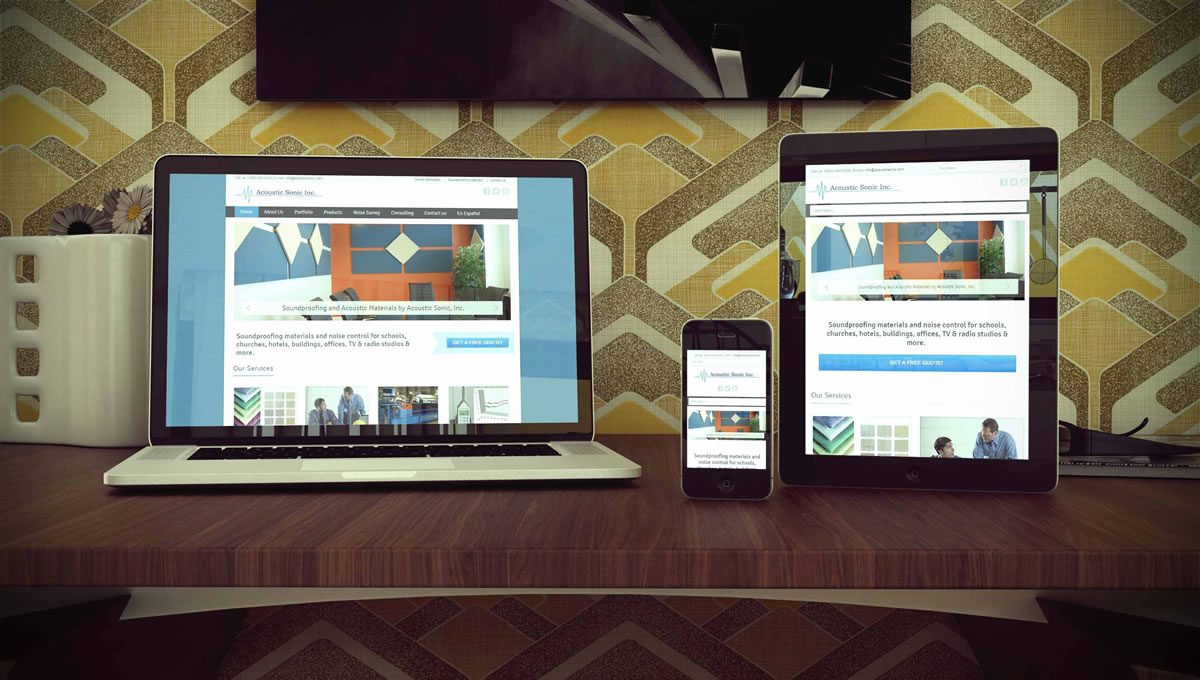 Acoustic Sonic Inc.
Home About Us Portfolio Products Noise Survey Consulting Contact us En Español
Soundproofing and Acoustic Materials by Acoustic Sonic, Inc.
Soundproofing materials and noise control for schools,
churches, hotels, buildings, offices, TV & radio studios &
more.
GET A FREE QUOTE!
Our Services
Acoustic Sonic Inc.
Soundproofing materials and
noise control for schools,
Acoustic Sonic Inc.
Soundproofing and Acoustic Materials by Acoustic Sonic, Inc.
Soundproofing materials and noise control for schools,
churches, hotels, buildings, offices, TV & radio studios &
more.
GET A FREE QUOTE!
Our Services